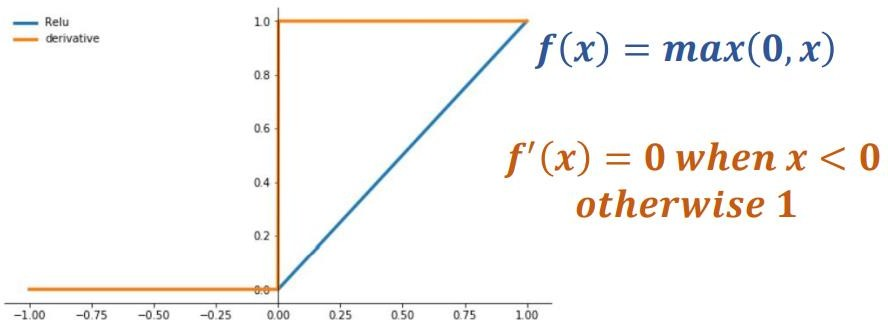 Relu
derivative
1.0
0.8
0.6
0.4
0.2
0.0
−1.00 −0.75 −0.50 −0.25 0.00 0.25 0.50 0.75 1.00
f(x) = max(0, x)
f′(x) = 0 when x < 0
otherwise 1